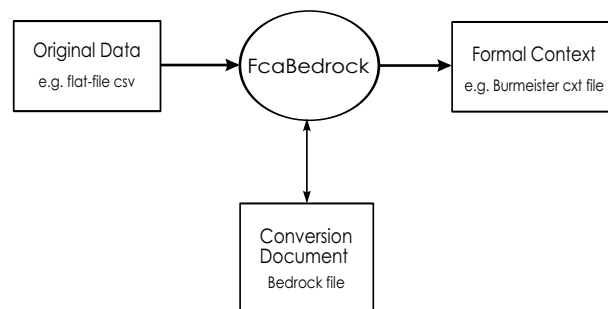 Original Data
e.g. flat-file csv
FcaBedrock
Formal Context
e.g. Burmeister cxt file
Conversion
Document
Bedrock file